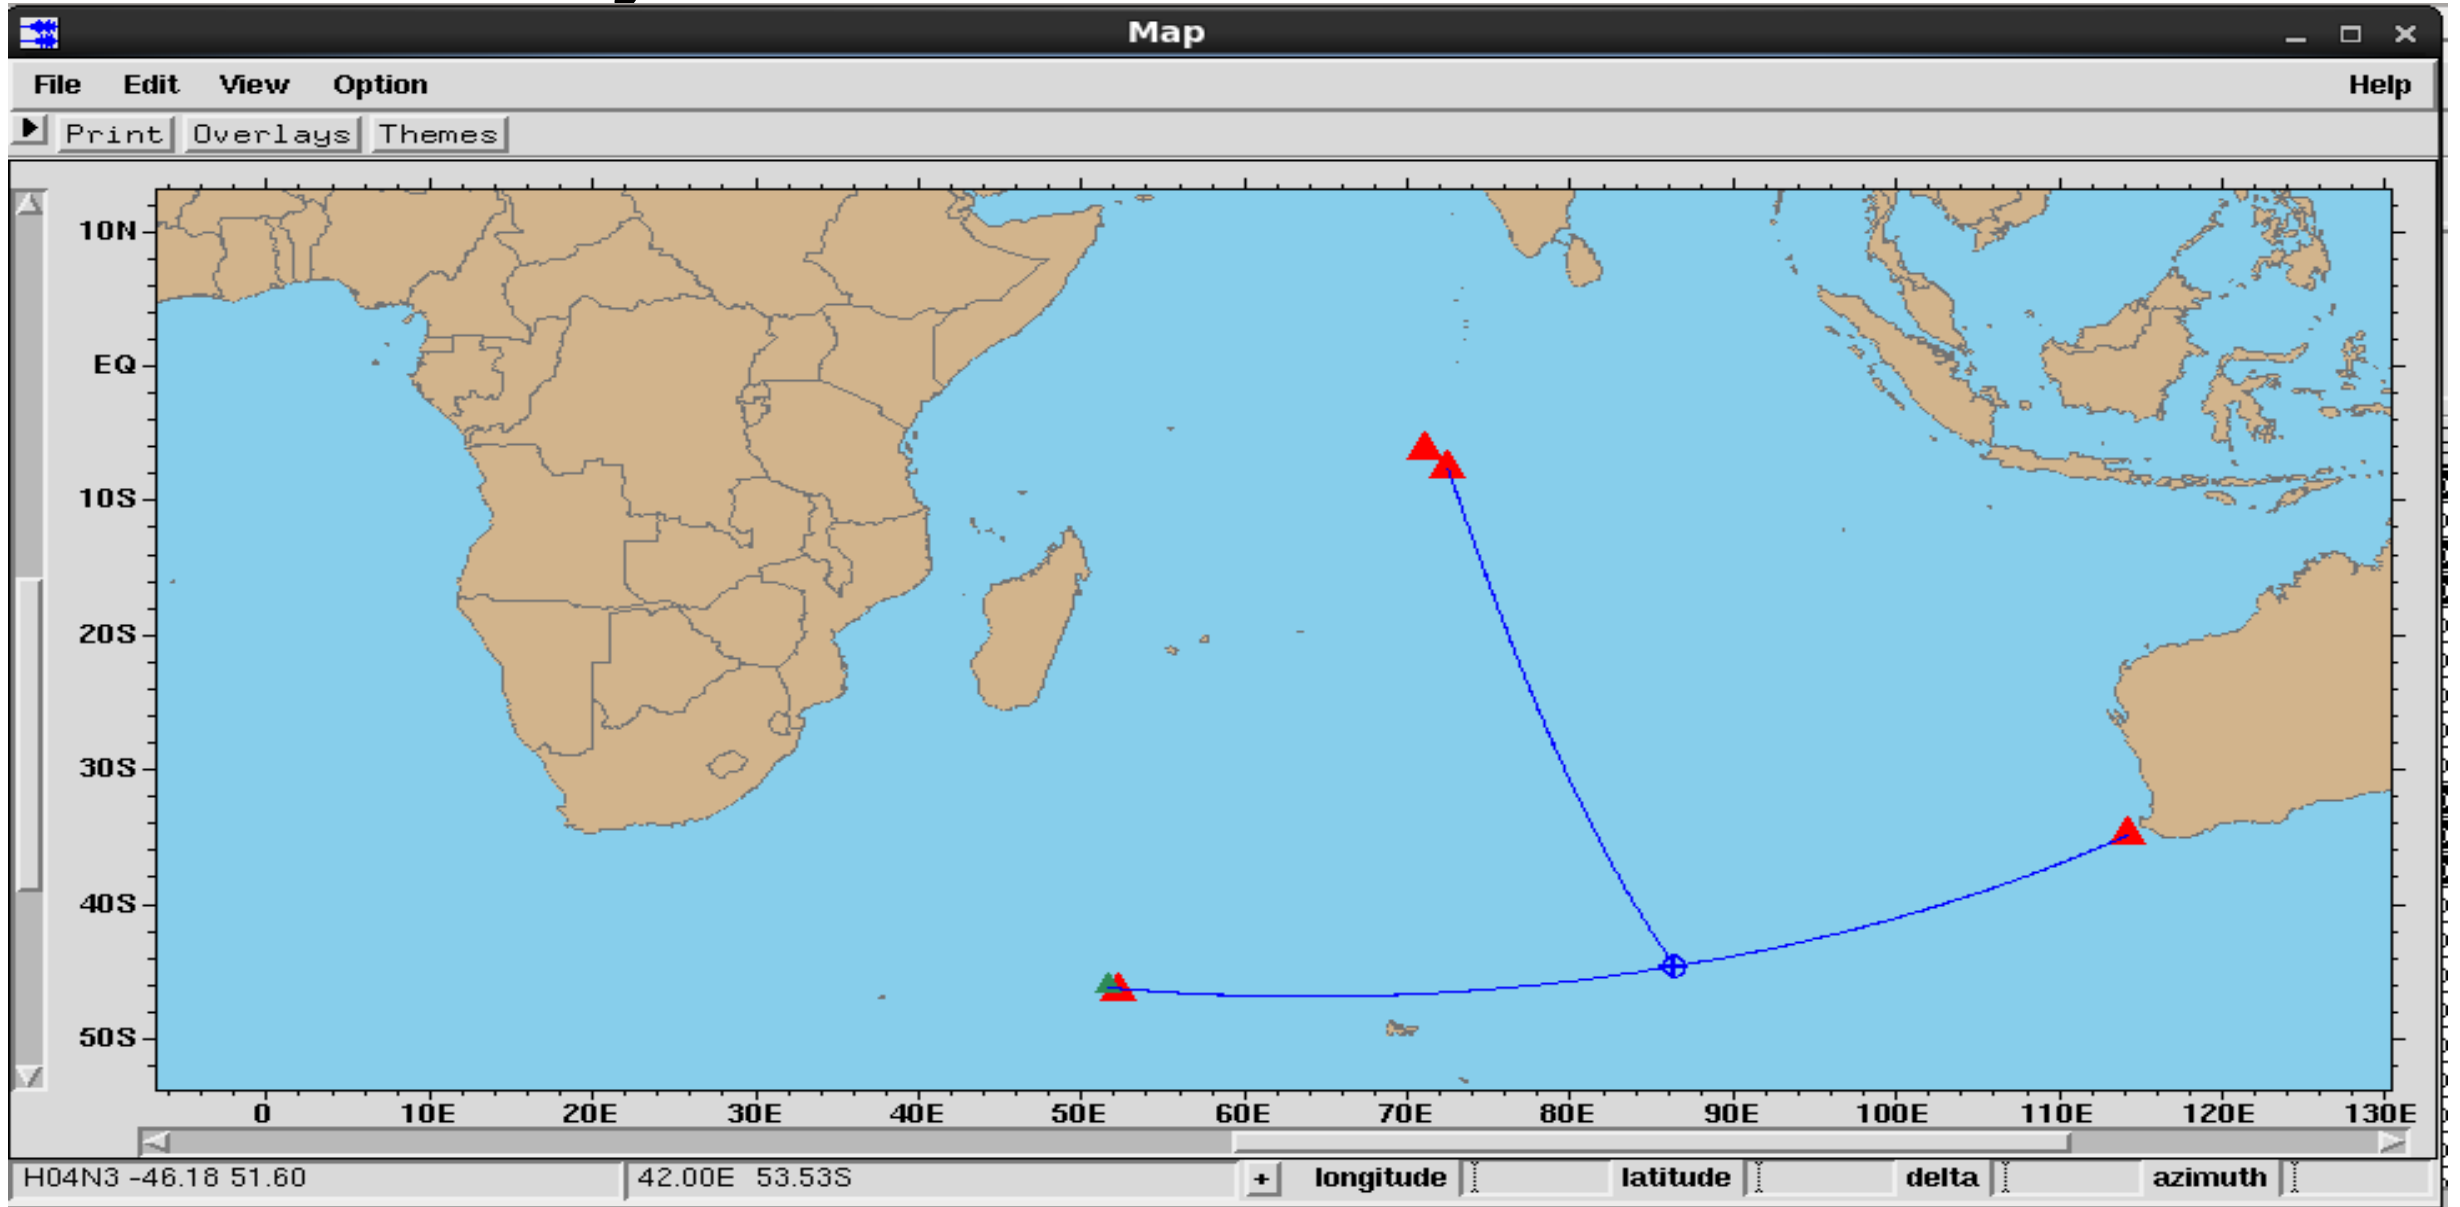 Map
File Edit View Option Help
Print Overlays Themes
10N
EQ
10S
20S
30S
40S
50S
0 10E 20E 30E 40E 50E 60E 70E 80E 90E 100E 110E 120E 130E
H04N3 -46.18 51.60 42.00E 53.53S + longitude latitude delta azimuth